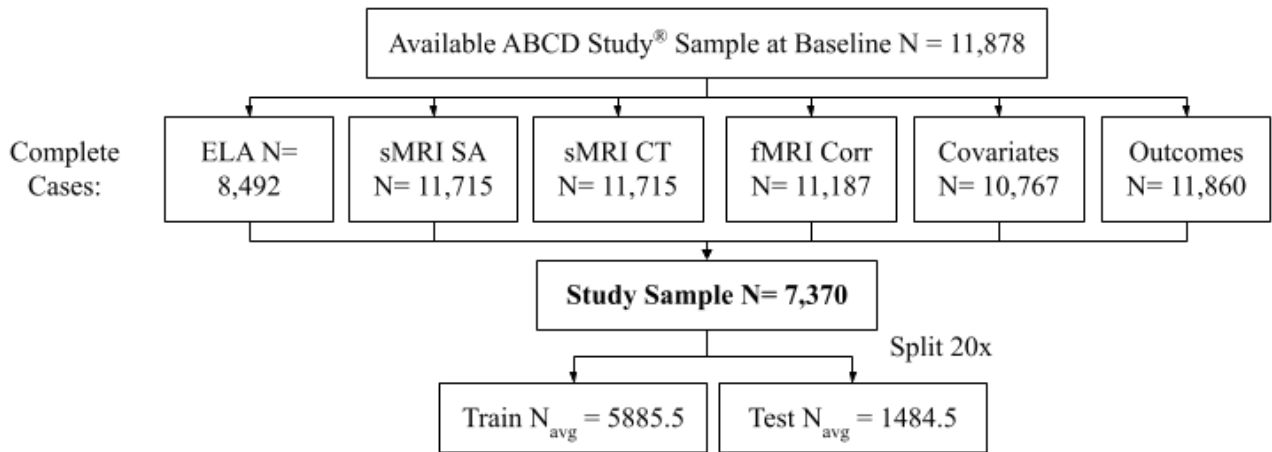 Available ABCD Study® Sample at Baseline N = 11,878
Complete
Cases:
ELA N=
8,492
sMRI SA
N= 11,715
sMRI CT
N= 11,715
fMRI Corr
N= 11,187
Covariates
N= 10,767
Outcomes
N= 11,860
Study Sample N= 7,370
Split 20x
Train Navg = 5885.5
Test Navg = 1484.5